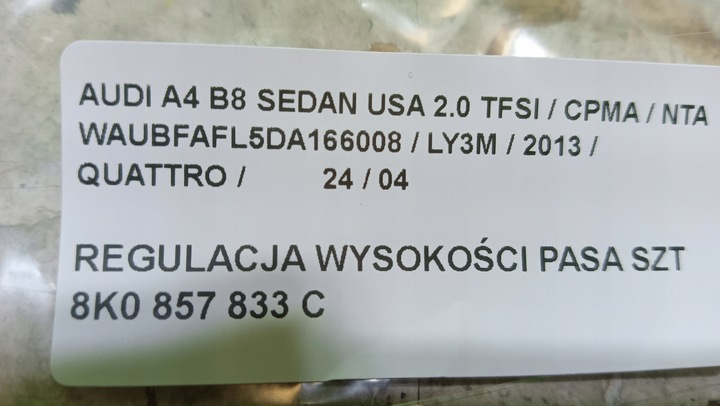 AUDI A4 B8 SEDAN USA 2.0 TFSI / CPMA / NTA
WAUBFAFL5DA166008 / LY3M / 2013 /
QUATTRO / 24 / 04
REGULACJA WYSOKOŚCI PASA SZT
8K0 857 833 C